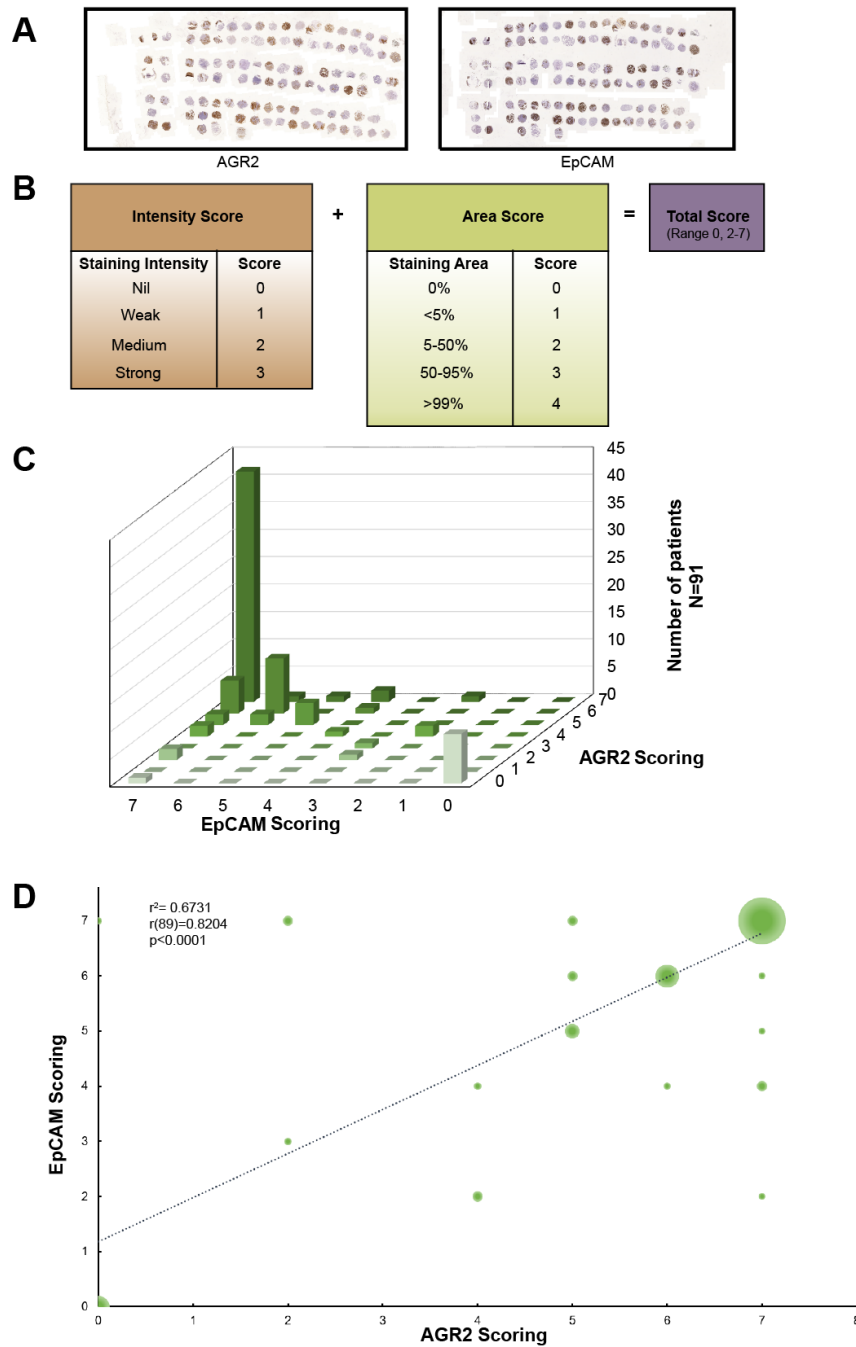 A
AGR2
EpCAM
B
Intensity Score + Area Score = Total Score
(Range 0, 2-7)
Staining Intensity Score Staining Area Score
Nil 0 0% 0
Weak 1 <5% 1
Medium 2 5-50% 2
Strong 3 50-95% 3
>99% 4
C
45
40
35
30
25
20
15
10
5
0
Number of patients
N=91
7
6
5
4
3
2
1
0
AGR2 Scoring
7 6 5 4 3 2 1 0
EpCAM Scoring
D
r²= 0.6731
r(89)=0.8204
p<0.0001
7
6
5
4
3
2
1
0
EpCAM Scoring
0 1 2 3 4 5 6 7 8
AGR2 Scoring